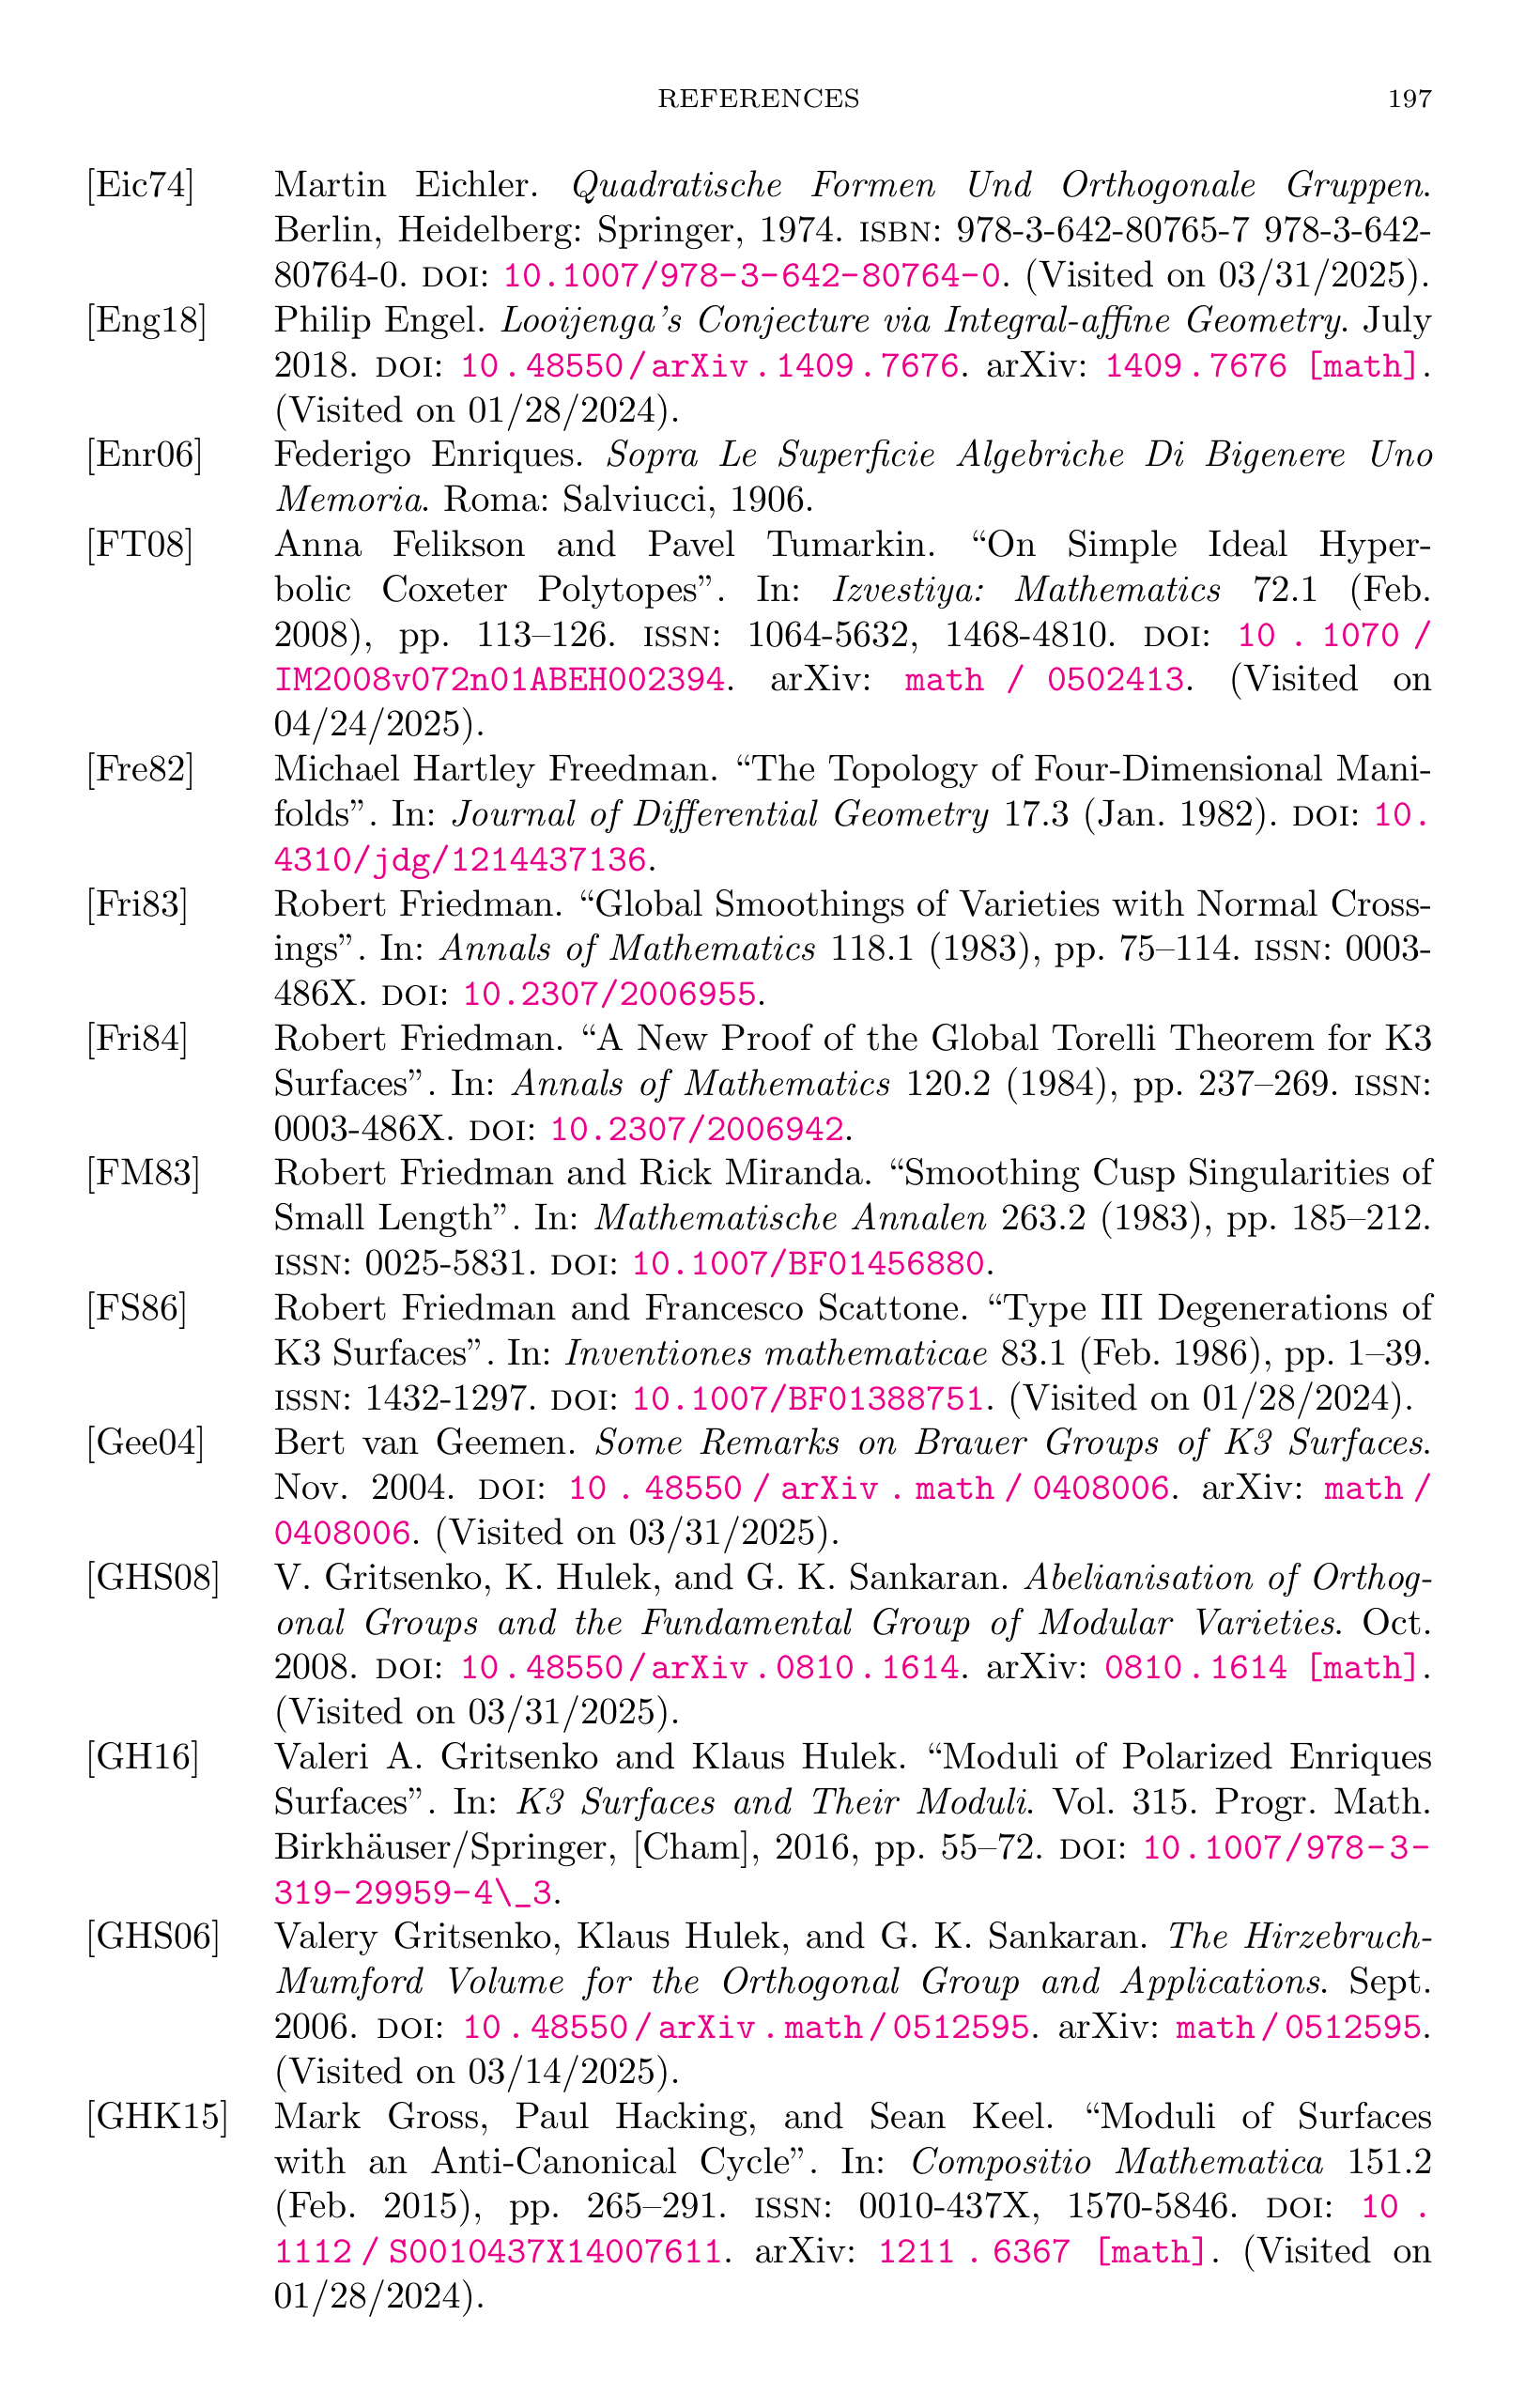 REFERENCES 197
[Eic74] Martin Eichler. Quadratische Formen Und Orthogonale Gruppen.
Berlin, Heidelberg: Springer, 1974. ISBN: 978-3-642-80765-7 978-3-642-
80764-0. DOI: 10.1007/978-3-642-80764-0. (Visited on 03/31/2025).
[Eng18] Philip Engel. Looijenga’s Conjecture via Integral-affine Geometry. July
2018. DOI: 10.48550/arXiv.1409.7676. arXiv: 1409.7676 [math].
(Visited on 01/28/2024).
[Enr06] Federigo Enriques. Sopra Le Superficie Algebriche Di Bigenere Uno
Memoria. Roma: Salviucci, 1906.
[FT08] Anna Felikson and Pavel Tumarkin. “On Simple Ideal Hyper-
bolic Coxeter Polytopes”. In: Izvestiya: Mathematics 72.1 (Feb.
2008), pp. 113–126. ISSN: 1064-5632, 1468-4810. DOI: 10 . 1070 /
IM2008v072n01ABEH002394. arXiv: math / 0502413. (Visited on
04/24/2025).
[Fre82] Michael Hartley Freedman. “The Topology of Four-Dimensional Mani-
folds”. In: Journal of Differential Geometry 17.3 (Jan. 1982). DOI: 10.
4310/jdg/1214437136.
[Fri83] Robert Friedman. “Global Smoothings of Varieties with Normal Cross-
ings”. In: Annals of Mathematics 118.1 (1983), pp. 75–114. ISSN: 0003-
486X. DOI: 10.2307/2006955.
[Fri84] Robert Friedman. “A New Proof of the Global Torelli Theorem for K3
Surfaces”. In: Annals of Mathematics 120.2 (1984), pp. 237–269. ISSN:
0003-486X. DOI: 10.2307/2006942.
[FM83] Robert Friedman and Rick Miranda. “Smoothing Cusp Singularities of
Small Length”. In: Mathematische Annalen 263.2 (1983), pp. 185–212.
ISSN: 0025-5831. DOI: 10.1007/BF01456880.
[FS86] Robert Friedman and Francesco Scattone. “Type III Degenerations of
K3 Surfaces”. In: Inventiones mathematicae 83.1 (Feb. 1986), pp. 1–39.
ISSN: 1432-1297. DOI: 10.1007/BF01388751. (Visited on 01/28/2024).
[Gee04] Bert van Geemen. Some Remarks on Brauer Groups of K3 Surfaces.
Nov. 2004. DOI: 10 . 48550 / arXiv . math / 0408006. arXiv: math /
0408006. (Visited on 03/31/2025).
[GHS08] V. Gritsenko, K. Hulek, and G. K. Sankaran. Abelianisation of Orthog-
onal Groups and the Fundamental Group of Modular Varieties. Oct.
2008. DOI: 10.48550/arXiv.0810.1614. arXiv: 0810.1614 [math].
(Visited on 03/31/2025).
[GH16] Valeri A. Gritsenko and Klaus Hulek. “Moduli of Polarized Enriques
Surfaces”. In: K3 Surfaces and Their Moduli. Vol. 315. Progr. Math.
Birkhäuser/Springer, [Cham], 2016, pp. 55–72. DOI: 10.1007/978-3-
319-29959-4\_3.
[GHS06] Valery Gritsenko, Klaus Hulek, and G. K. Sankaran. The Hirzebruch-
Mumford Volume for the Orthogonal Group and Applications. Sept.
2006. DOI: 10.48550/arXiv.math/0512595. arXiv: math/0512595.
(Visited on 03/14/2025).
[GHK15] Mark Gross, Paul Hacking, and Sean Keel. “Moduli of Surfaces
with an Anti-Canonical Cycle”. In: Compositio Mathematica 151.2
(Feb. 2015), pp. 265–291. ISSN: 0010-437X, 1570-5846. DOI: 10 .
1112 / S0010437X14007611. arXiv: 1211 . 6367 [math]. (Visited on
01/28/2024).